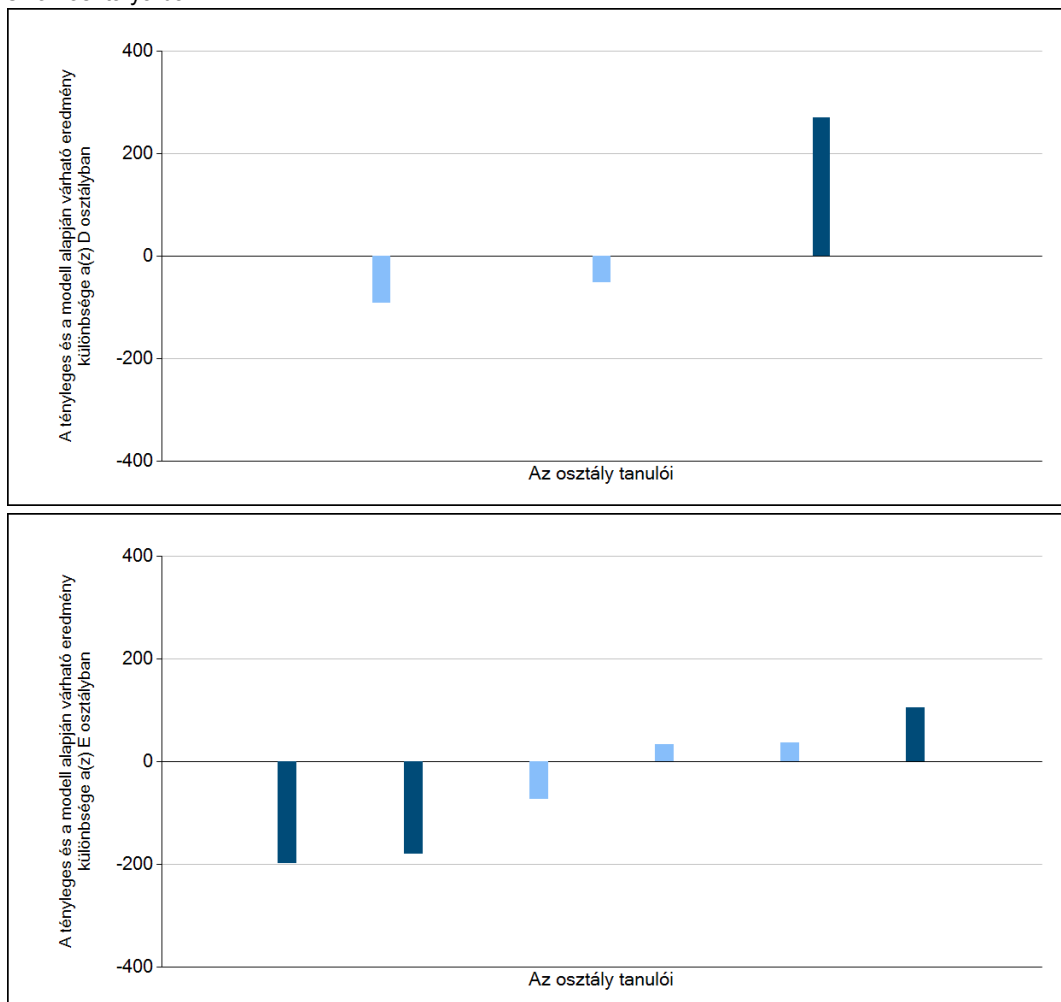 400
200
0
-200
-400
A tényleges és a modell alapján várható eredmény
különbsége a(z) D osztályban
Az osztály tanulói
400
200
0
-200
-400
A tényleges és a modell alapján várható eredmény
különbsége a(z) E osztályban
Az osztály tanulói